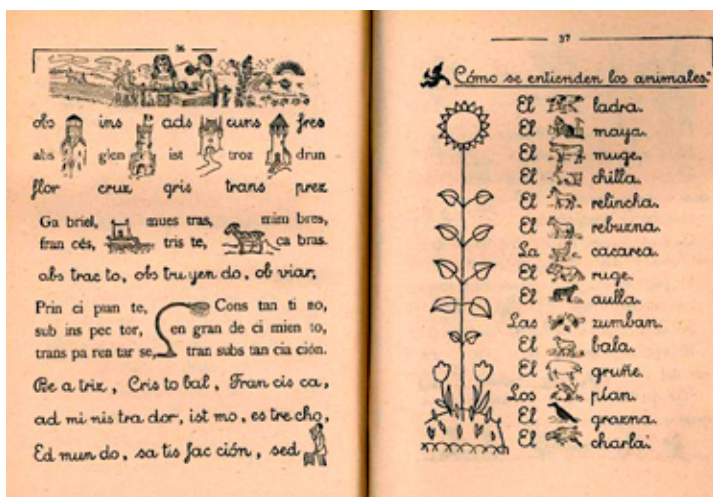 36
obs ins ads cuns fres
abs glen ist troz drun
flor cruz gris trans prez
Ga briel, mues tras, mim bres,
fran cés, tris te, ca bras.
obs trac to, obs tru yen do, ob viar,
Prin ci pian te, Cons tan ti no,
sub ins pec tor, en gran de ci mien to,
trans pa ren tar se, tran subs tan cia ción.
Be a triz, Cris to bal, Fran cis ca,
ad mi nis tra dor, ist mo, es tre cho,
Ed mun do, sa tis fac ción, sed
37
Cómo se entienden los animales.
El ladra.
El maya.
El muge.
El chilla.
El relincha.
El rebuzna.
La cacarea.
El ruge.
El aulla.
Las zumban.
El bala.
El gruñe.
Los pían.
El grazna.
El charla.